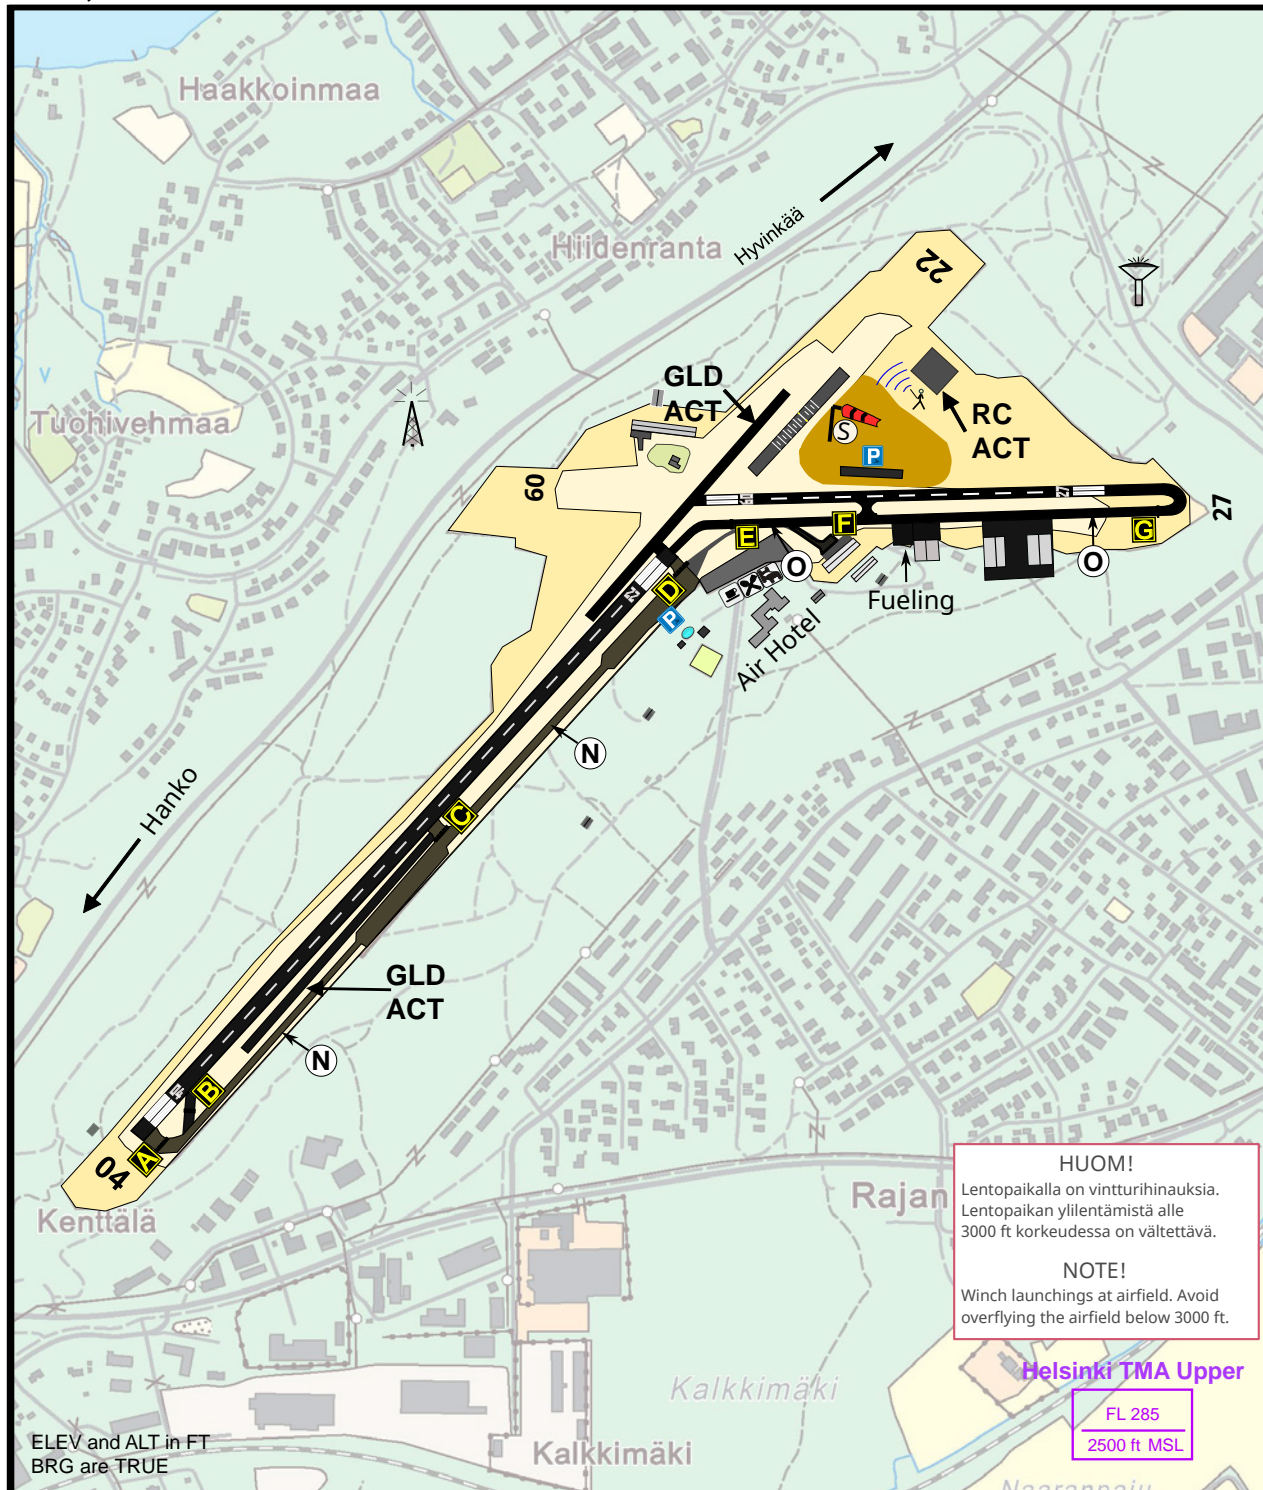 Haakkoinmaa
Hyvinkää
Hiidenranta
22
GLD
ACT
Tuohivehmaa
RC
ACT
S
P
09
27
27
E
F
G
O
O
Fueling
22
D
P
Air Hotel
N
Hanko
C
GLD
ACT
N
B
A
04
Kenttälä
Rajan
HUOM!
Lentopaikalla on vintturihinauksia.
Lentopaikan ylilentämistä alle
3000 ft korkeudessa on vältettävä.
NOTE!
Winch launchings at airfield. Avoid
overflying the airfield below 3000 ft.
Helsinki TMA Upper
FL 285
2500 ft MSL
Kalkkimäki
Kalkkimäki
ELEV and ALT in FT
BRG are TRUE